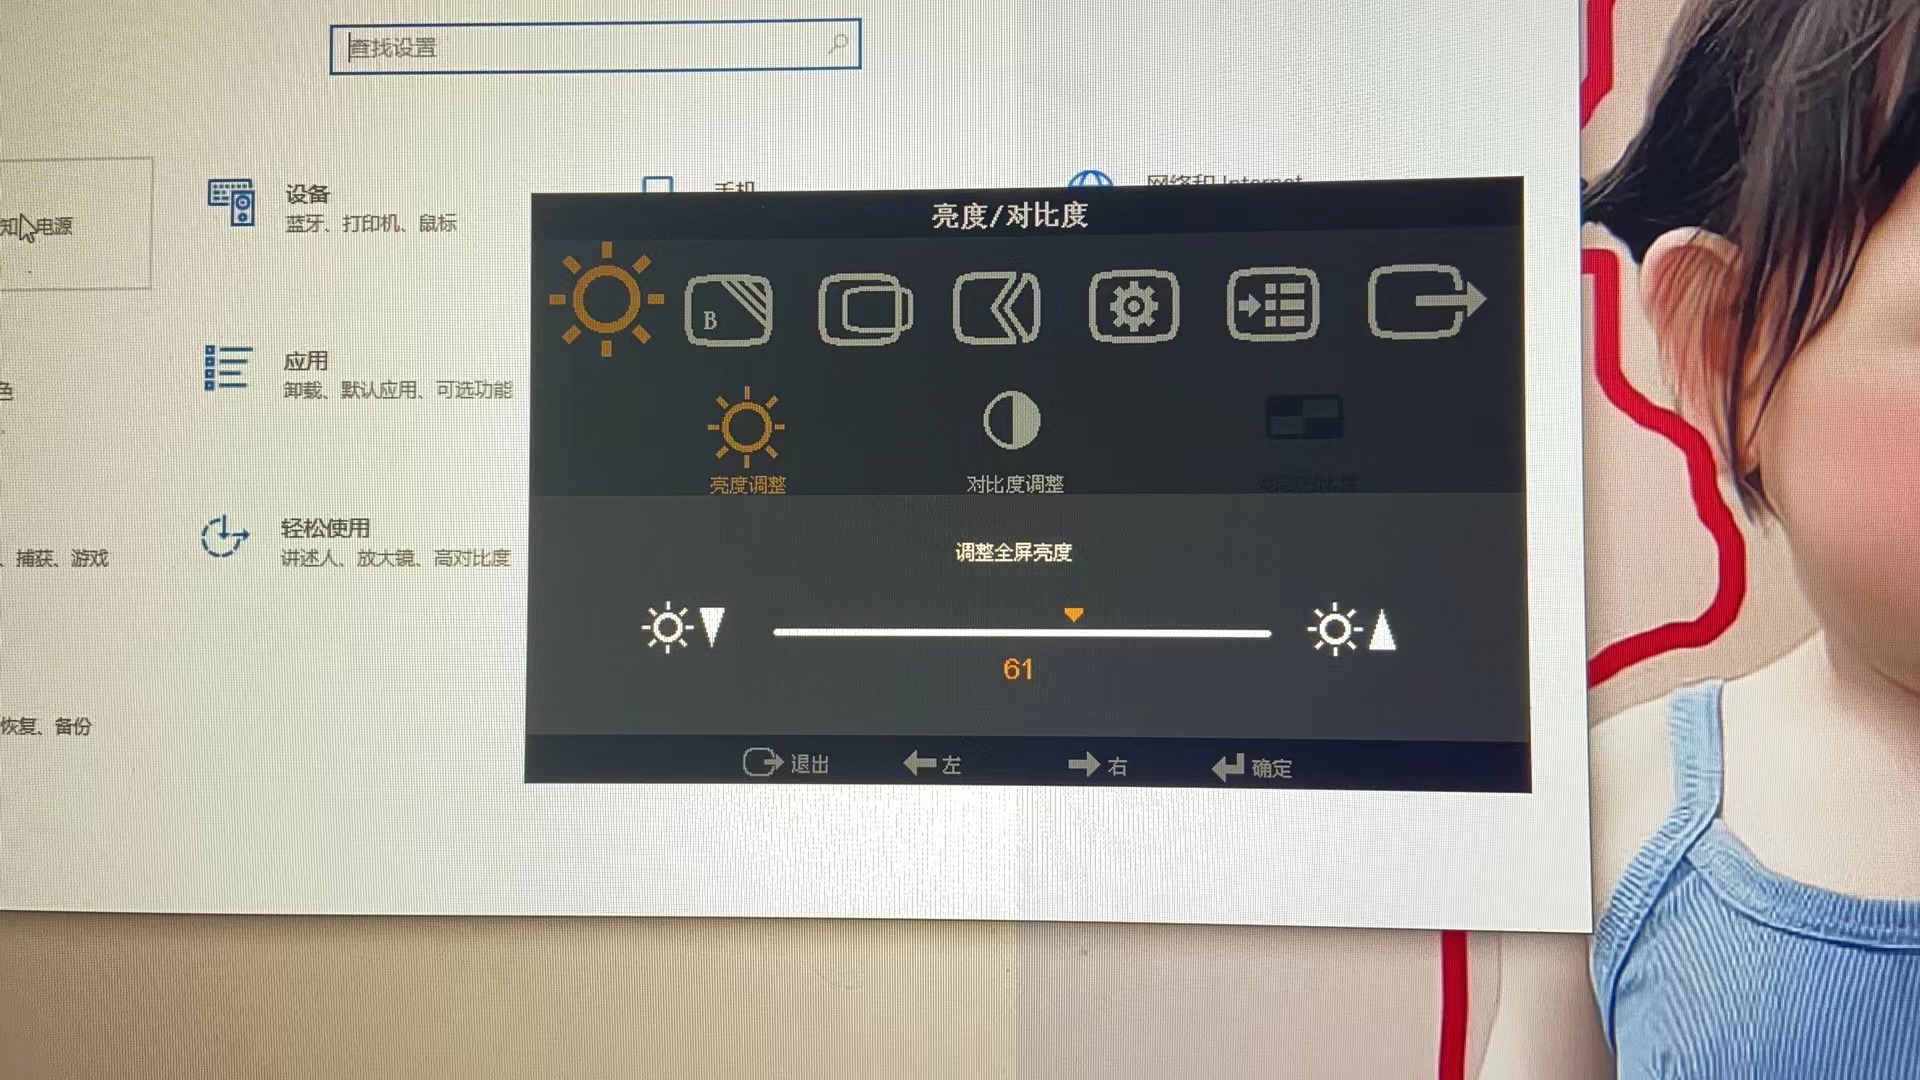 查找设置
设备
蓝牙、打印机、鼠标
手机
网络和 Internet
电源
应用
卸载、默认应用、可选功能
轻松使用
讲述人、放大镜、高对比度
、捕获、游戏
恢复、备份
亮度/对比度
B
亮度调整
对比度调整
调整全屏亮度
61
退出
左
右
确定